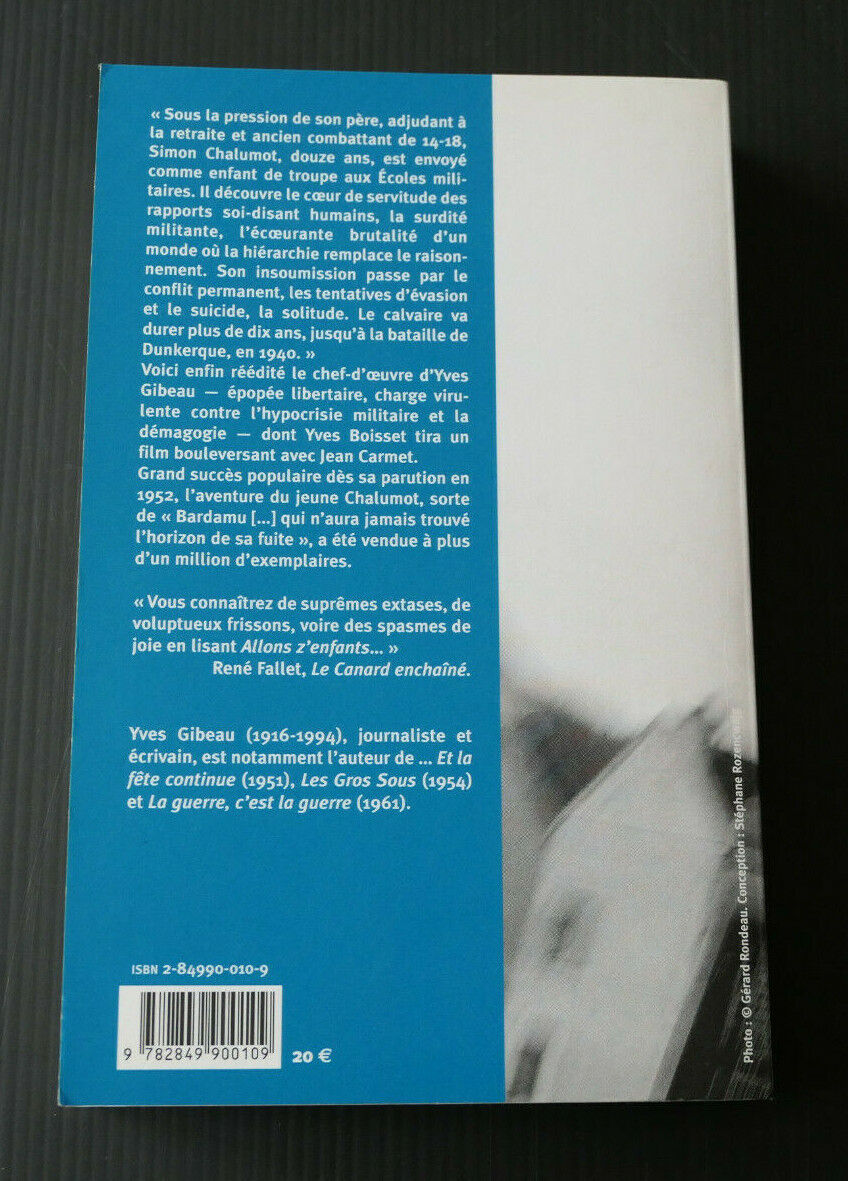 « Sous la pression de son père, adjudant à
la retraite et ancien combattant de 14-18,
Simon Chalumot, douze ans, est envoyé
comme enfant de troupe aux Écoles mili-
taires. Il découvre le cœur de servitude des
rapports soi-disant humains, la surdité
militante, l'écœurante brutalité d'un
monde où la hiérarchie remplace le raison-
nement. Son insoumission passe par le
conflit permanent, les tentatives d'évasion
et le suicide, la solitude. Le calvaire va
durer plus de dix ans, jusqu'à la bataille de
Dunkerque, en 1940. »
Voici enfin réédité le chef-d'œuvre d'Yves
Gibeau — épopée libertaire, charge viru-
lente contre l'hypocrisie militaire et la
démagogie — dont Yves Boisset tira un
film bouleversant avec Jean Carmet.
Grand succès populaire dès sa parution en
1952, l'aventure du jeune Chalumot, sorte
de « Bardamu [...] qui n'aura jamais trouvé
l'horizon de sa fuite », a été vendue à plus
d'un million d'exemplaires.
« Vous connaîtrez de suprêmes extases, de
voluptueux frissons, voire des spasmes de
joie en lisant Allons z'enfants... »
René Fallet, Le Canard enchaîné.
Yves Gibeau (1916-1994), journaliste et
écrivain, est notamment l'auteur de ... Et la
fête continue (1951), Les Gros Sous (1954)
et La guerre, c'est la guerre (1961).
ISBN 2-84990-010-9
9 782849 900109
20 €
Photo : © Gérard Rondeau. Conception : Stéphane